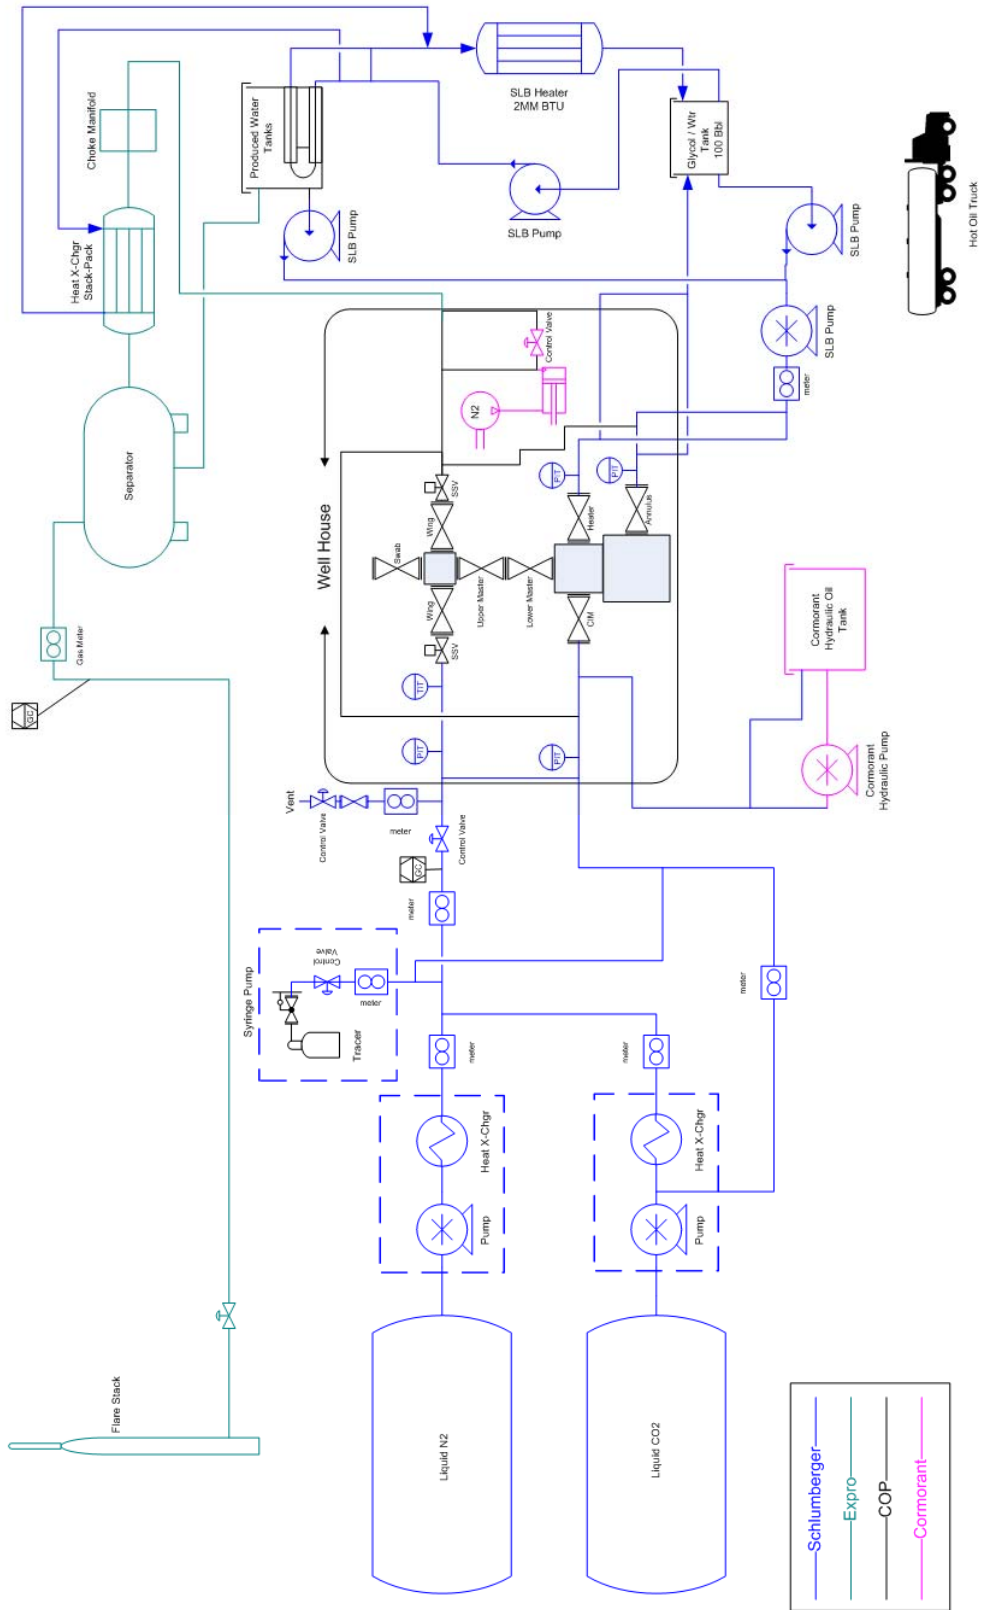 Choke Manifold
Heat X-Chgr
Stack-Pack
Separator
Gas Meter
GC
Flare Stack
Produced Water
Tanks
SLB Pump
SLB Heater
2MM BTU
SLB Pump
Glycol / Wtr
Tank
100 Bbl
SLB Pump
SLB Pump
meter
Hot Oil Truck
Well House
Control Valve
N2
SSV
Wing
Swab
Wing
SSV
Upper Master
Lower Master
PIT
Heater
PIT
Annulus
CIM
TIT
PIT
PIT
Vent
Control Valve
meter
Control Valve
GC
meter
Cormorant
Hydraulic Oil
Tank
Cormorant
Hydraulic Pump
Syringe Pump
Control
Valve
meter
Tracer
meter
Heat X-Chgr
Pump
Liquid N2
meter
Heat X-Chgr
Pump
Liquid CO2
meter
Schlumberger
Expro
COP
Cormorant